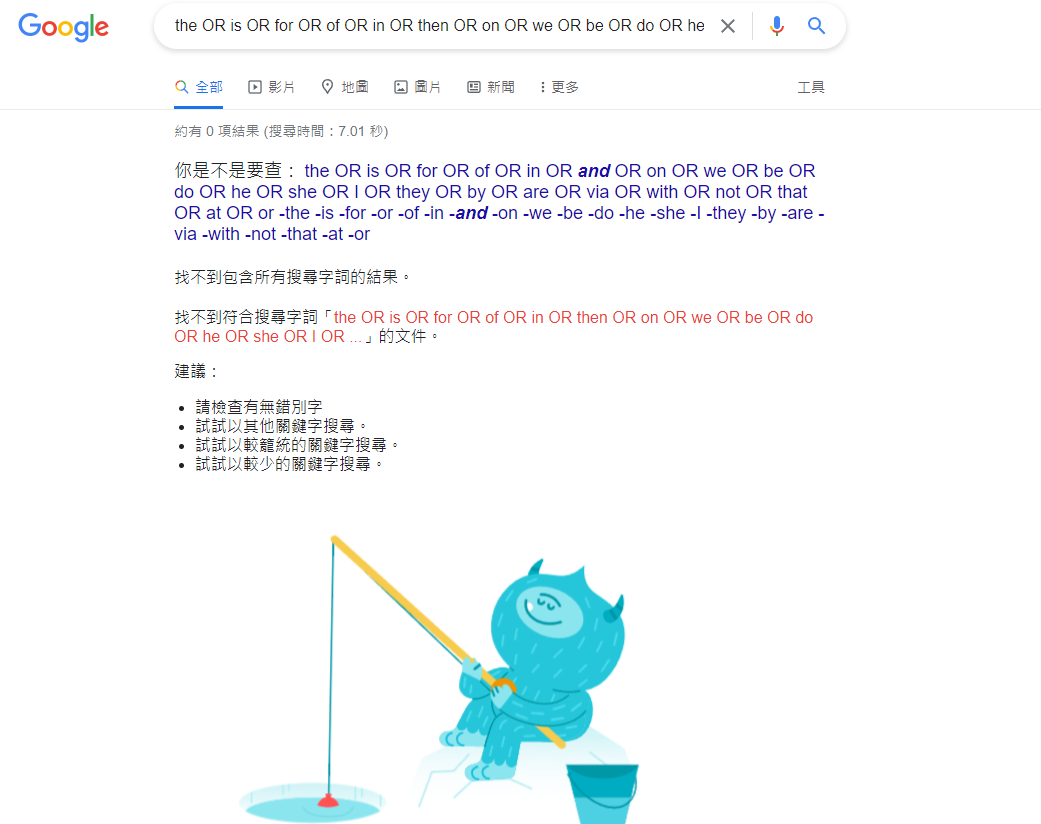 Google
the OR is OR for OR of OR in OR then OR on OR we OR be OR do OR he
全部 影片 地圖 圖片 新聞 更多 工具
約有 0 項結果 (搜尋時間：7.01 秒)
你是不是要查： the OR is OR for OR of OR in OR and OR on OR we OR be OR
do OR he OR she OR I OR they OR by OR are OR via OR with OR not OR that
OR at OR or -the -is -for -or -of -in -and -on -we -be -do -he -she -I -they -by -are -
via -with -not -that -at -or
找不到包含所有搜尋字詞的結果。
找不到符合搜尋字詞「the OR is OR for OR of OR in OR then OR on OR we OR be OR do
OR he OR she OR I OR ...」的文件。
建議：
• 請檢查有無錯別字
• 試試以其他關鍵字搜尋。
• 試試以較籠統的關鍵字搜尋。
• 試試以較少的關鍵字搜尋。